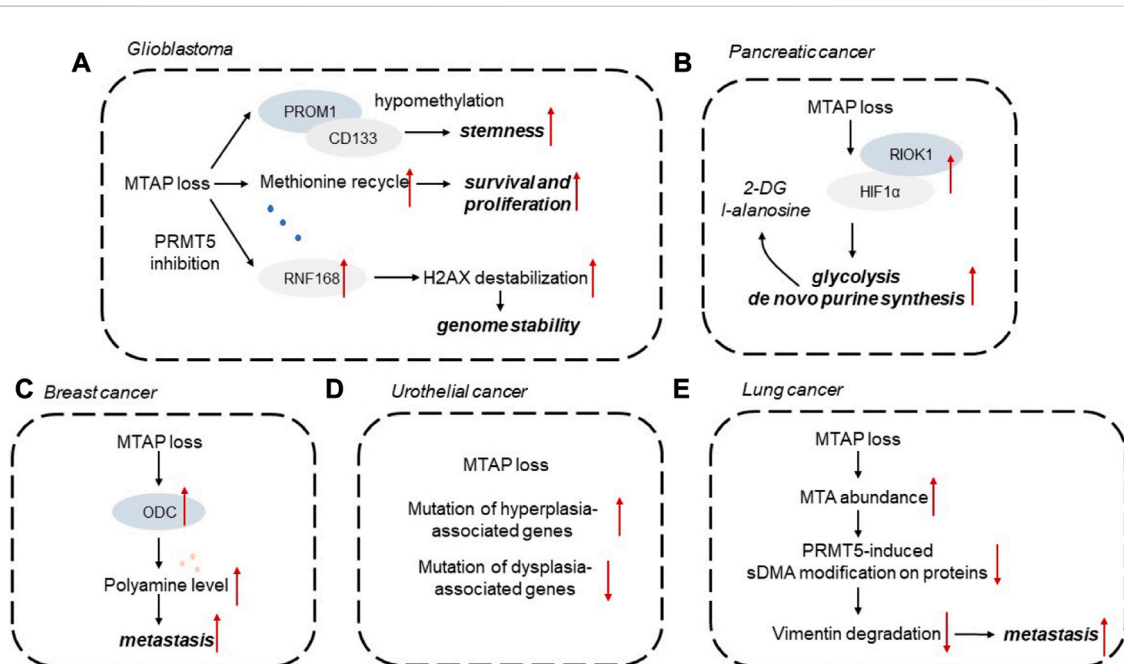 A
Glioblastoma
PROM1
hypomethylation
CD133
stemness
MTAP loss
Methionine recycle
survival and
proliferation
PRMT5
inhibition
RNF168
H2AX destabilization
genome stability
B
Pancreatic cancer
MTAP loss
RIOK1
HIF1α
2-DG
l-alanosine
glycolysis
de novo purine synthesis
C
Breast cancer
MTAP loss
ODC
Polyamine level
metastasis
D
Urothelial cancer
MTAP loss
Mutation of hyperplasia-
associated genes
Mutation of dysplasia-
associated genes
E
Lung cancer
MTAP loss
MTA abundance
PRMT5-induced
sDMA modification on proteins
Vimentin degradation
metastasis